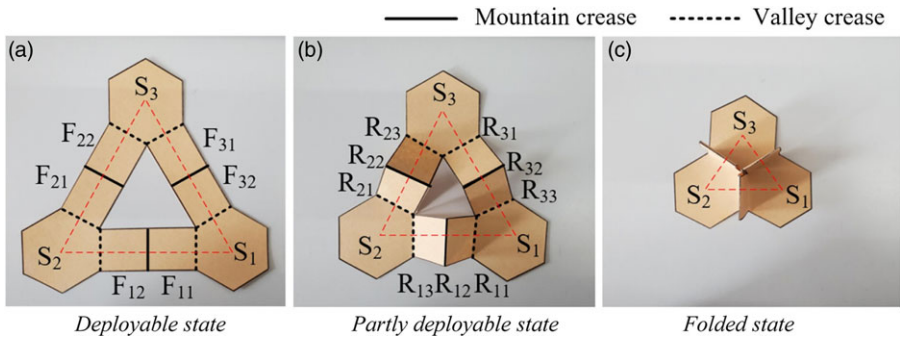 Mountain crease Valley crease
(a)
S3
F22
F31
F21
F32
S2
S1
F12 F11
Deployable state
(b)
S3
R23
R31
R22
R32
R21
R33
S2
S1
R13 R12 R11
Partly deployable state
(c)
S3
S2
S1
Folded state